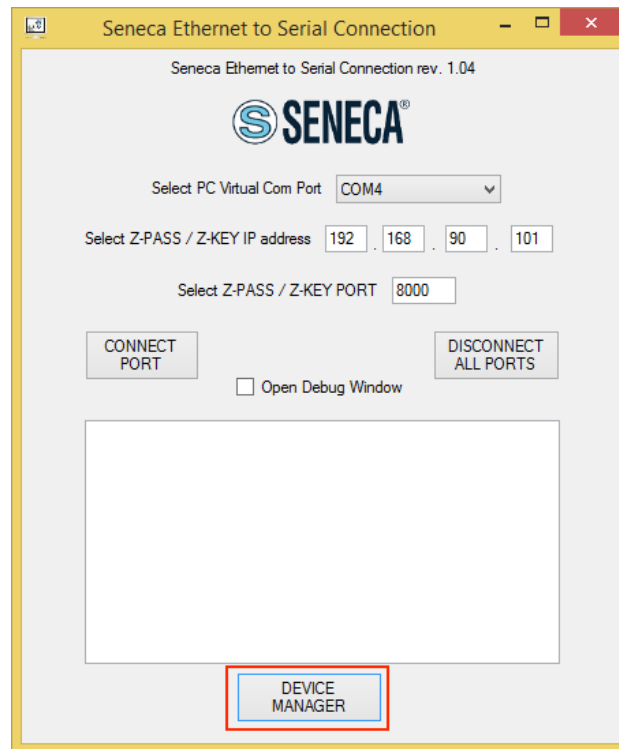 Seneca Ethernet to Serial Connection
Seneca Ethernet to Serial Connection rev. 1.04
SENECA®
Select PC Virtual Com Port COM4
Select Z-PASS / Z-KEY IP address 192 . 168 . 90 . 101
Select Z-PASS / Z-KEY PORT 8000
CONNECT
PORT
DISCONNECT
ALL PORTS
Open Debug Window
DEVICE
MANAGER